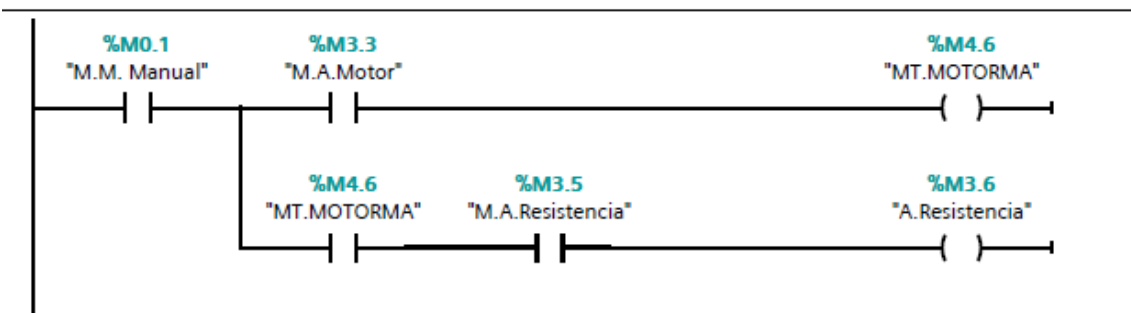 %M0.1 %M3.3 %M4.6
"M.M. Manual" "M.A.Motor" "MT.MOTORMA"
%M4.6 %M3.5 %M3.6
"MT.MOTORMA" "M.A.Resistencia" "A.Resistencia"